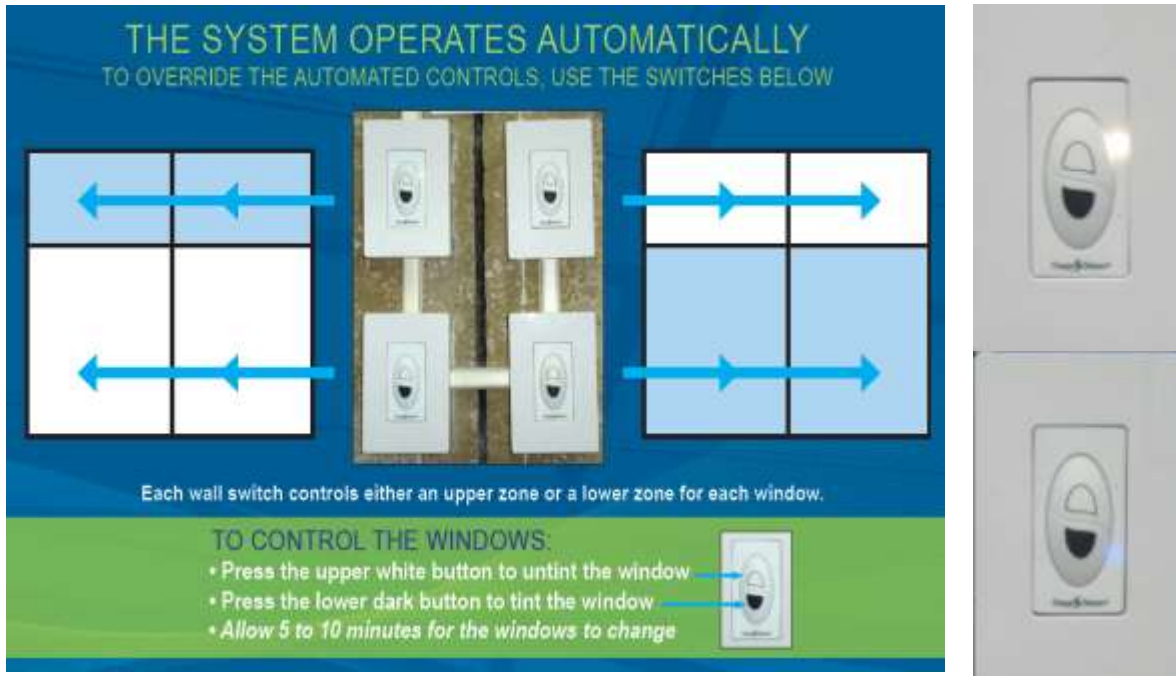 THE SYSTEM OPERATES AUTOMATICALLY
TO OVERRIDE THE AUTOMATED CONTROLS, USE THE SWITCHES BELOW
Each wall switch controls either an upper zone or a lower zone for each window.
TO CONTROL THE WINDOWS:
• Press the upper white button to untint the window
• Press the lower dark button to tint the window
• Allow 5 to 10 minutes for the windows to change